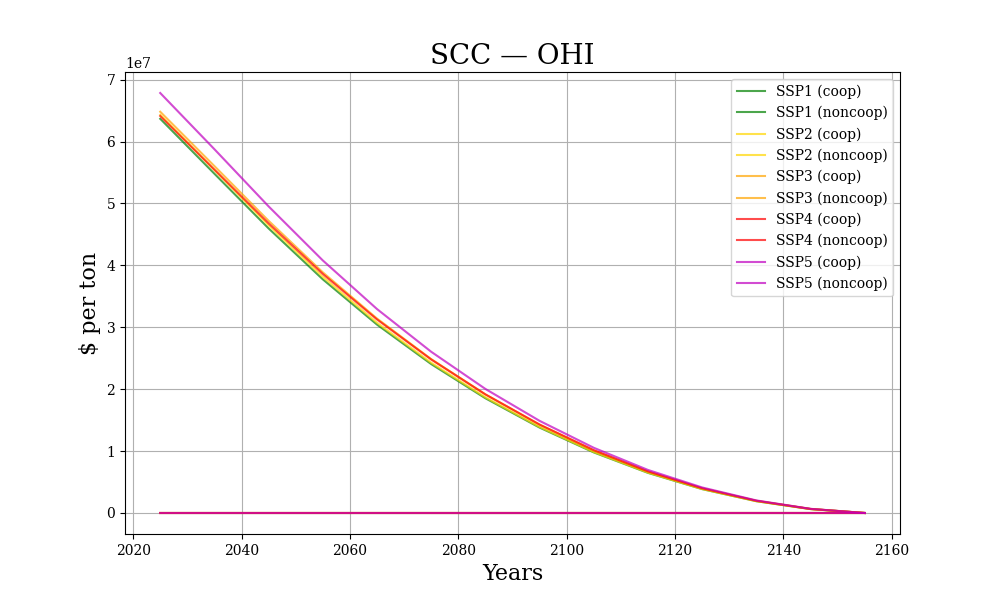 SCC — OHI
1e7
7
6
5
4
3
2
1
0
$ per ton
2020 2040 2060 2080 2100 2120 2140 2160
Years
SSP1 (coop)
SSP1 (noncoop)
SSP2 (coop)
SSP2 (noncoop)
SSP3 (coop)
SSP3 (noncoop)
SSP4 (coop)
SSP4 (noncoop)
SSP5 (coop)
SSP5 (noncoop)